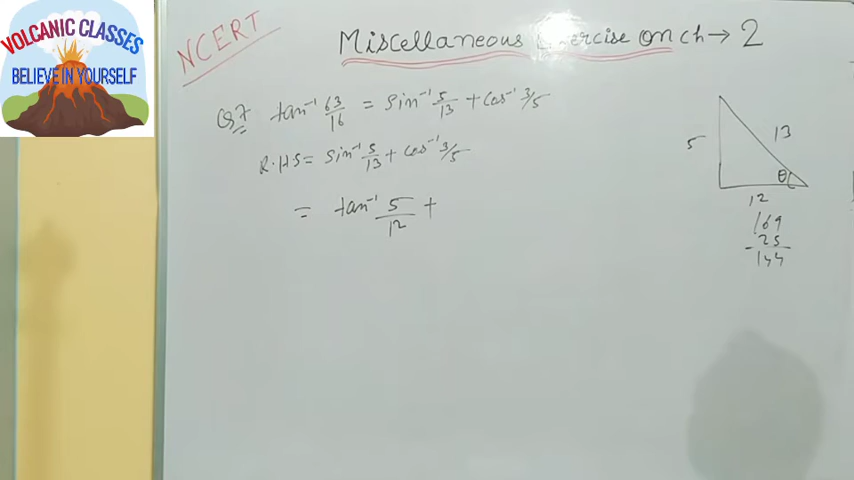 VOLCANIC CLASSES
BELIEVE IN YOURSELF
NCERT
Miscellaneous Exercise on ch → 2
Q7 tan⁻¹ 63/16 = sin⁻¹ 5/13 + cos⁻¹ 3/5
R.H.S = sin⁻¹ 5/13 + cos⁻¹ 3/5
= tan⁻¹ 5/12 +
5
13
θ
12
169
25
144